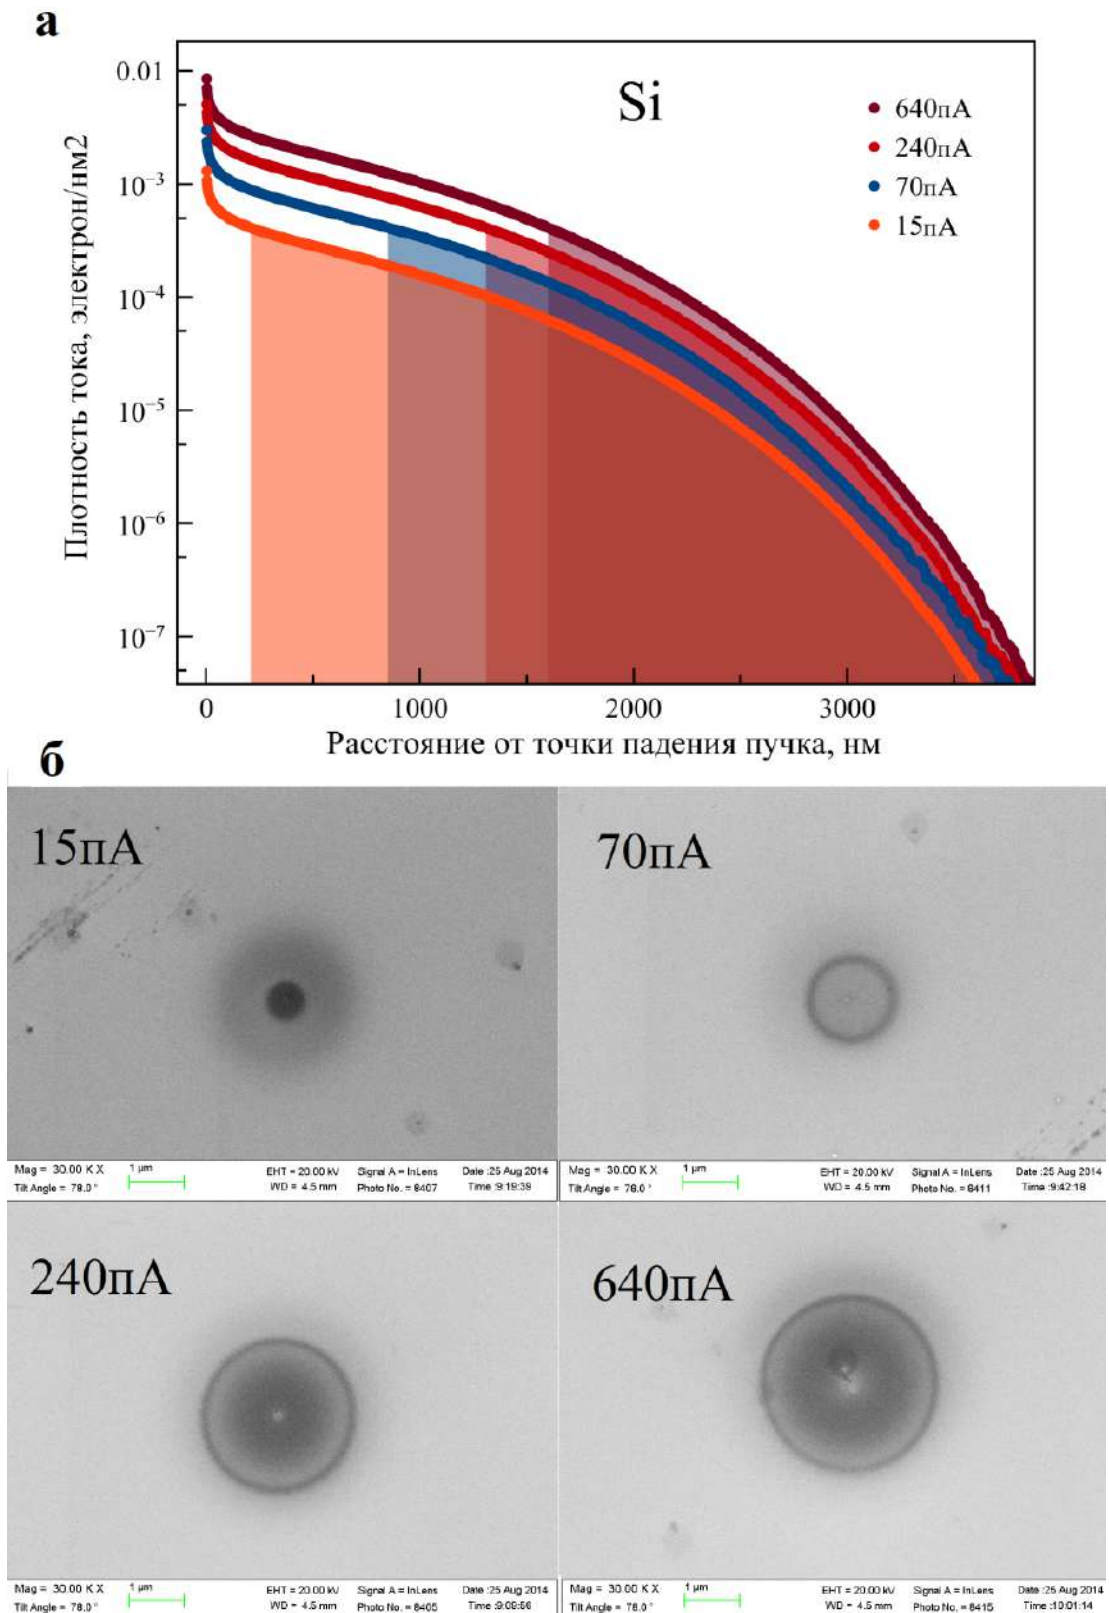 а
Si
640пА
240пА
70пА
15пА
0.01
10⁻³
10⁻⁴
10⁻⁵
10⁻⁶
10⁻⁷
Плотность тока, электрон/нм2
0 1000 2000 3000
Расстояние от точки падения пучка, нм
б
15пА
Mag = 30.00 K X 1 µm EHT = 20.00 kV Signal A = InLens Date :25 Aug 2014
Tilt Angle = 78.0 ° WD = 4.5 mm Photo No. = 8407 Time :9:19:39
70пА
Mag = 30.00 K X 1 µm EHT = 20.00 kV Signal A = InLens Date :25 Aug 2014
Tilt Angle = 78.0 ° WD = 4.5 mm Photo No. = 8411 Time :9:42:18
240пА
Mag = 30.00 K X 1 µm EHT = 20.00 kV Signal A = InLens Date :25 Aug 2014
Tilt Angle = 78.0 ° WD = 4.5 mm Photo No. = 8405 Time :9:09:56
640пА
Mag = 30.00 K X 1 µm EHT = 20.00 kV Signal A = InLens Date :25 Aug 2014
Tilt Angle = 78.0 ° WD = 4.5 mm Photo No. = 8415 Time :10:01:14